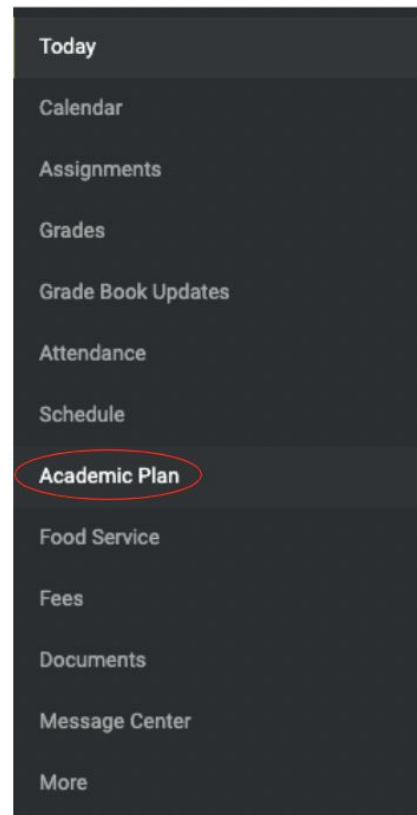 Today
Calendar
Assignments
Grades
Grade Book Updates
Attendance
Schedule
Academic Plan
Food Service
Fees
Documents
Message Center
More